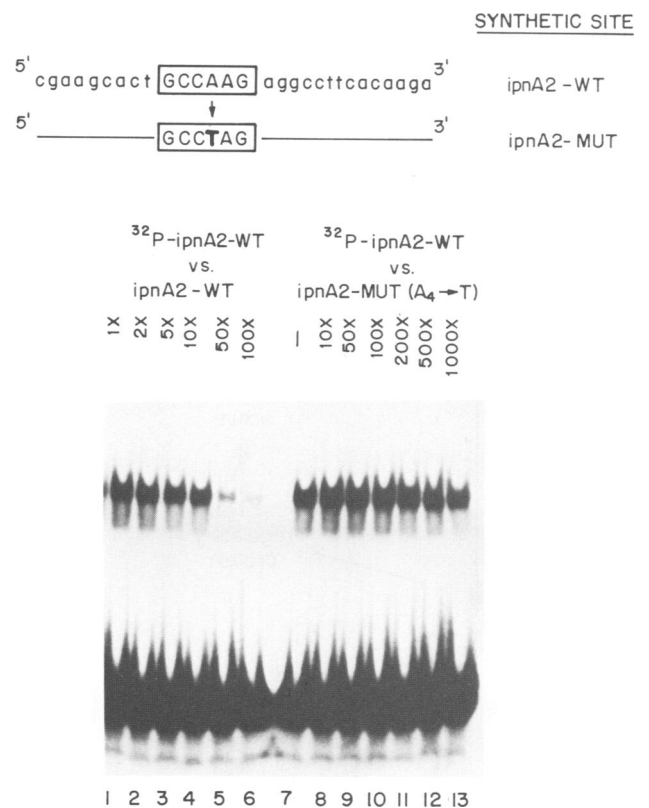 SYNTHETIC SITE
5' cgaagcact GCCAAG aggccttcacaaga 3' ipnA2-WT
5' GCCTAG 3' ipnA2-MUT
32P-ipnA2-WT 32P-ipnA2-WT
vs. vs.
ipnA2-WT ipnA2-MUT (A4→T)
1X 2X 5X 10X 50X 100X – 10X 50X 100X 200X 500X 1000X
1 2 3 4 5 6 7 8 9 10 11 12 13